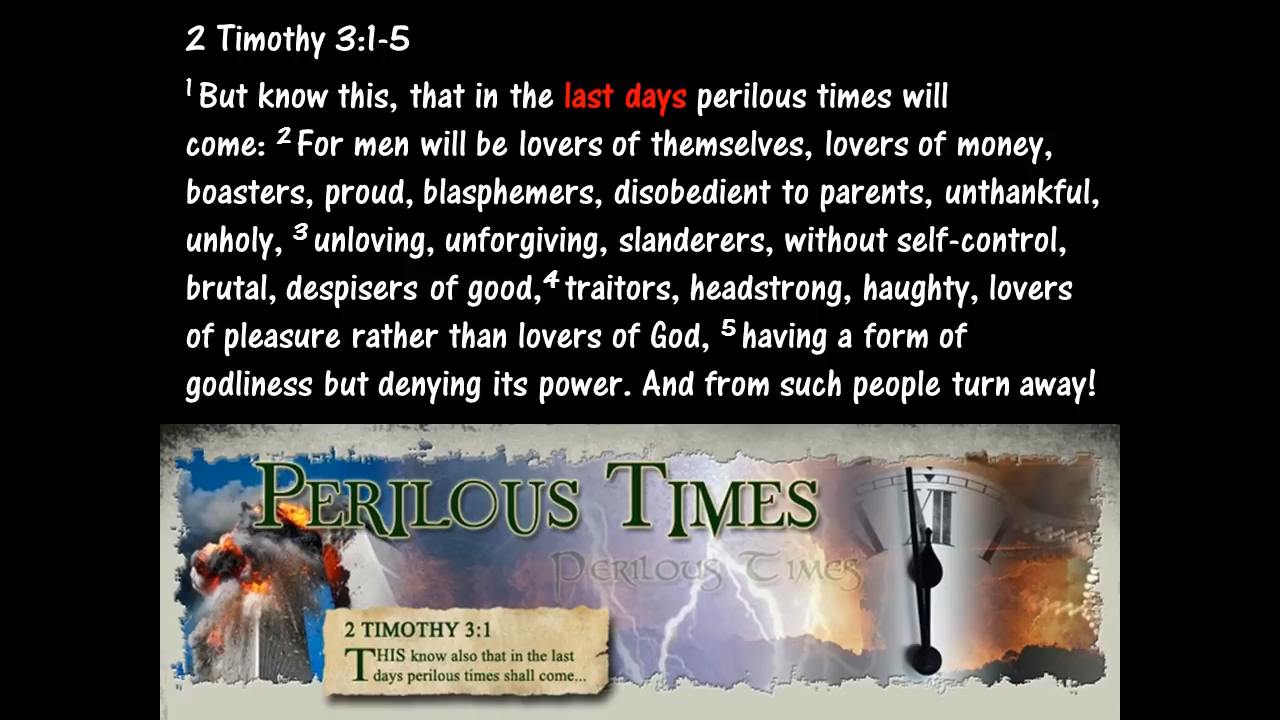 2 Timothy 3:1-5
1 But know this, that in the last days perilous times will
come: 2 For men will be lovers of themselves, lovers of money,
boasters, proud, blasphemers, disobedient to parents, unthankful,
unholy, 3 unloving, unforgiving, slanderers, without self-control,
brutal, despisers of good,4 traitors, headstrong, haughty, lovers
of pleasure rather than lovers of God, 5 having a form of
godliness but denying its power. And from such people turn away!
PERILOUS TIMES
PERILOUS TIMES
VII
2 TIMOTHY 3:1
THIS know also that in the last
days perilous times shall come...